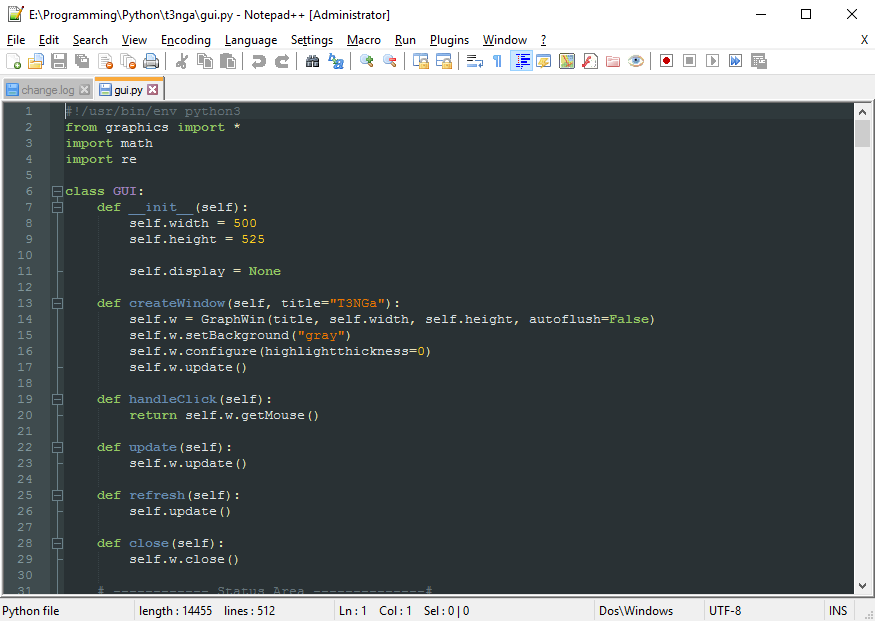 E:\Programming\Python\t3nga\gui.py - Notepad++ [Administrator]
File Edit Search View Encoding Language Settings Macro Run Plugins Window ? X
change.log gui.py
1 #!/usr/bin/env python3
2 from graphics import *
3 import math
4 import re
5
6 class GUI:
7     def __init__(self):
8         self.width = 500
9         self.height = 525
10
11         self.display = None
12
13     def createWindow(self, title="T3NGa"):
14         self.w = GraphWin(title, self.width, self.height, autoflush=False)
15         self.w.setBackground("gray")
16         self.w.configure(highlightthickness=0)
17         self.w.update()
18
19     def handleClick(self):
20         return self.w.getMouse()
21
22     def update(self):
23         self.w.update()
24
25     def refresh(self):
26         self.update()
27
28     def close(self):
29         self.w.close()
30
31     # ------------ Status Area --------------#
Python file length : 14455 lines : 512 Ln : 1 Col : 1 Sel : 0 | 0 Dos\Windows UTF-8 INS